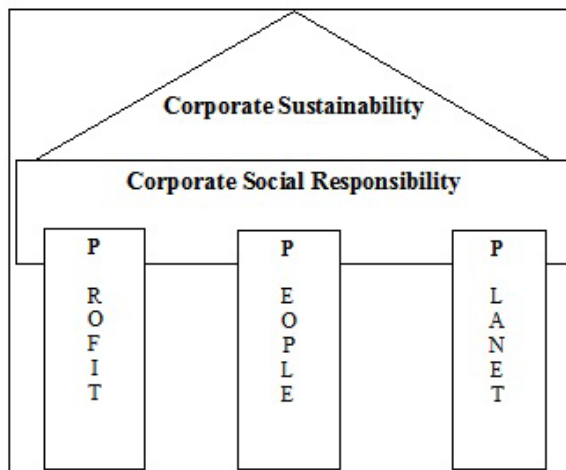 Corporate Sustainability
Corporate Social Responsibility
P
R
O
F
I
T
P
E
O
P
L
E
P
L
A
N
E
T